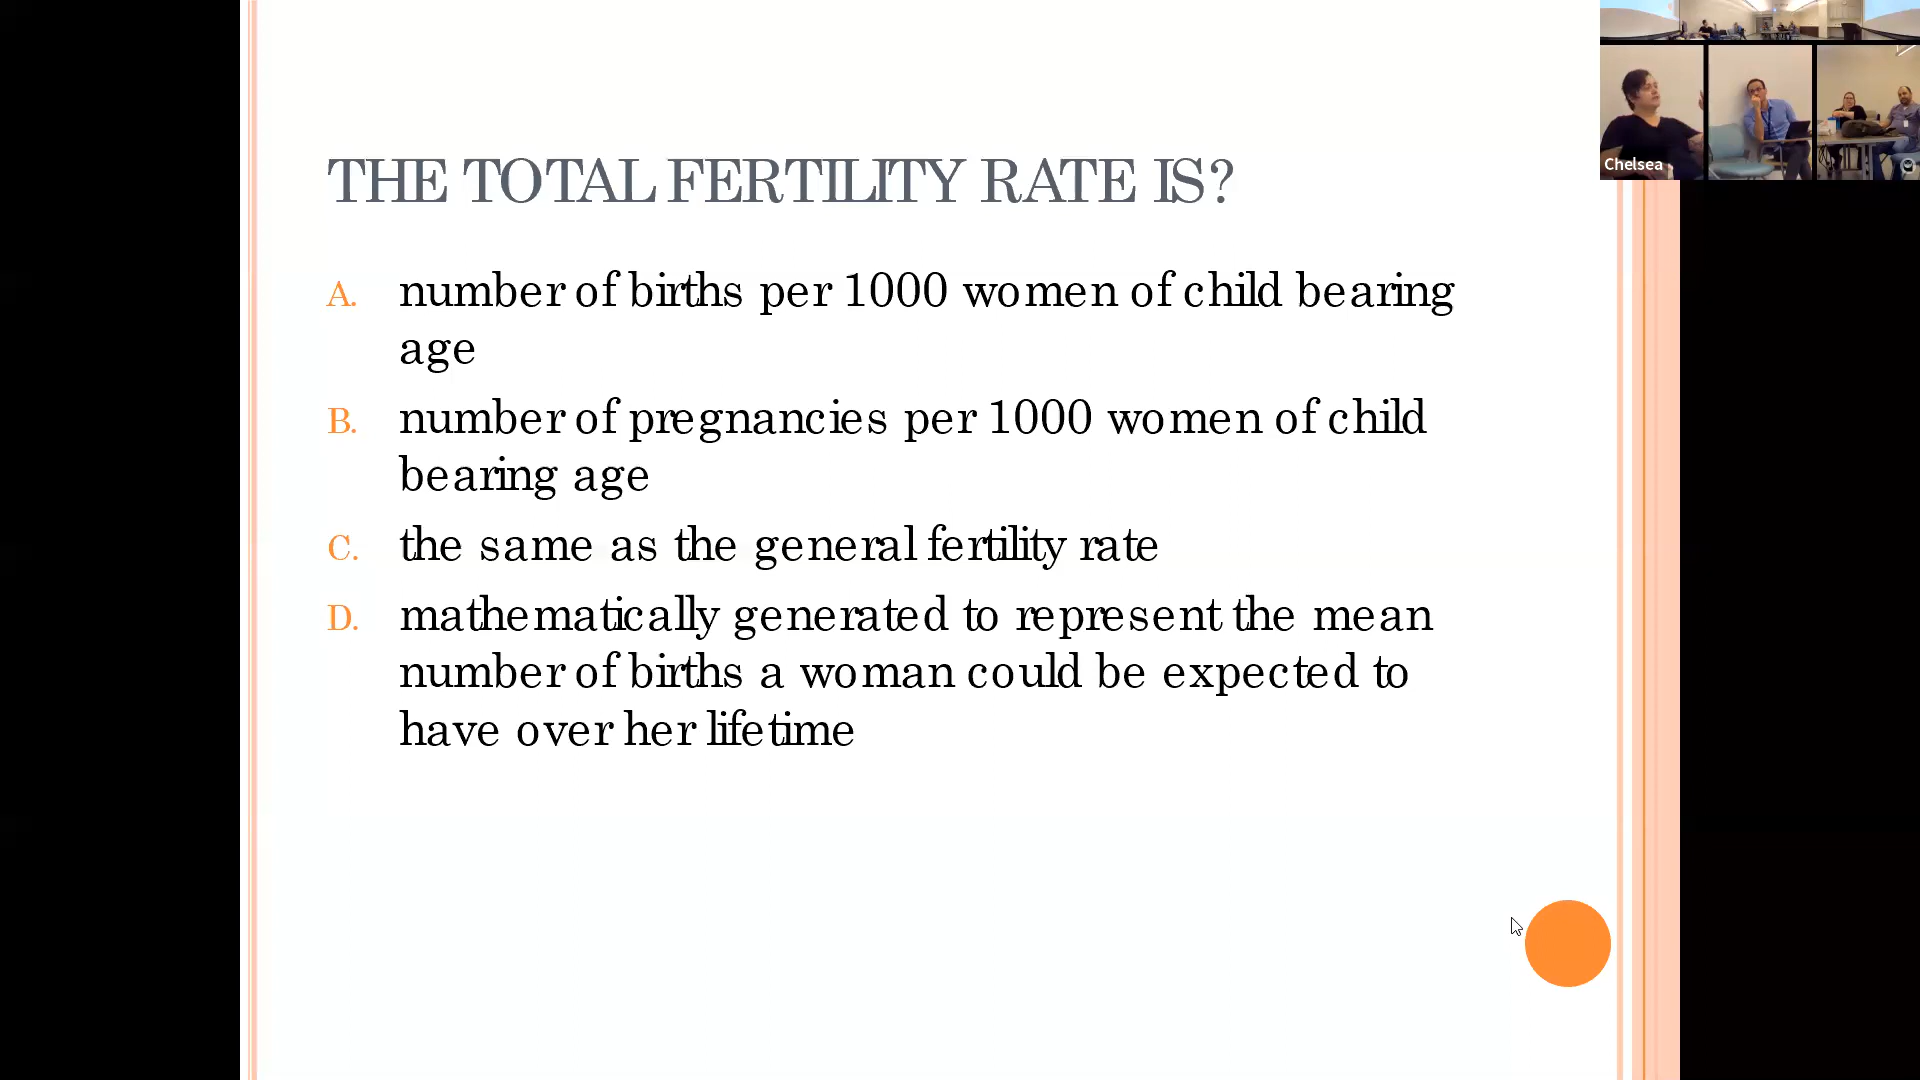 THE TOTAL FERTILITY RATE IS?
A. number of births per 1000 women of child bearing
age
B. number of pregnancies per 1000 women of child
bearing age
C. the same as the general fertility rate
D. mathematically generated to represent the mean
number of births a woman could be expected to
have over her lifetime
Chelsea